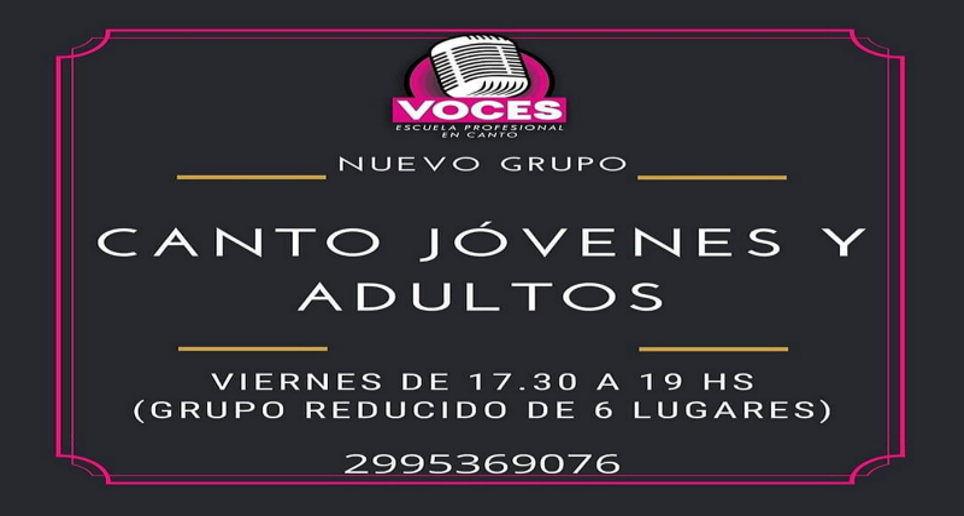 VOCES
ESCUELA PROFESIONAL
EN CANTO
NUEVO GRUPO
CANTO JÓVENES Y
ADULTOS
VIERNES DE 17.30 A 19 HS
(GRUPO REDUCIDO DE 6 LUGARES)
2995369076